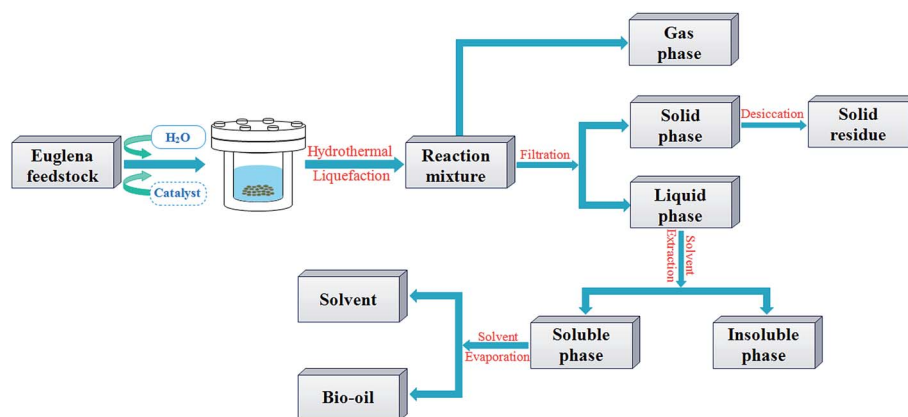 Gas
phase
H₂O
Euglena
feedstock
Catalyst
Hydrothermal
Liquefaction
Reaction
mixture
Filtration
Solid
phase
Desiccation
Solid
residue
Liquid
phase
Solvent
Extraction
Solvent
Bio-oil
Solvent
Evaporation
Soluble
phase
Insoluble
phase